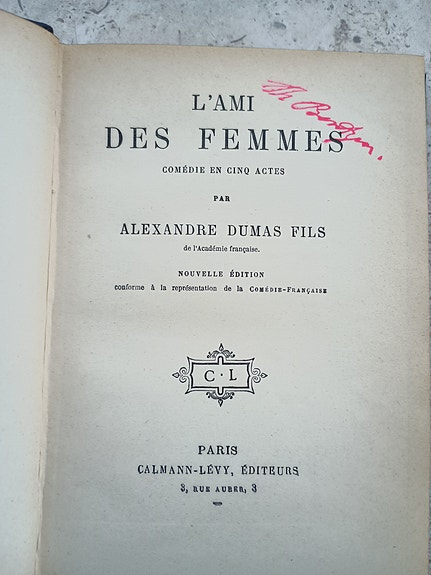 L'AMI
DES FEMMES
COMÉDIE EN CINQ ACTES
PAR
ALEXANDRE DUMAS FILS
de l'Académie française.
NOUVELLE ÉDITION
conforme à la représentation de la COMÉDIE-FRANÇAISE
C · L
PARIS
CALMANN-LÉVY, ÉDITEURS
3, RUE AUBER, 3